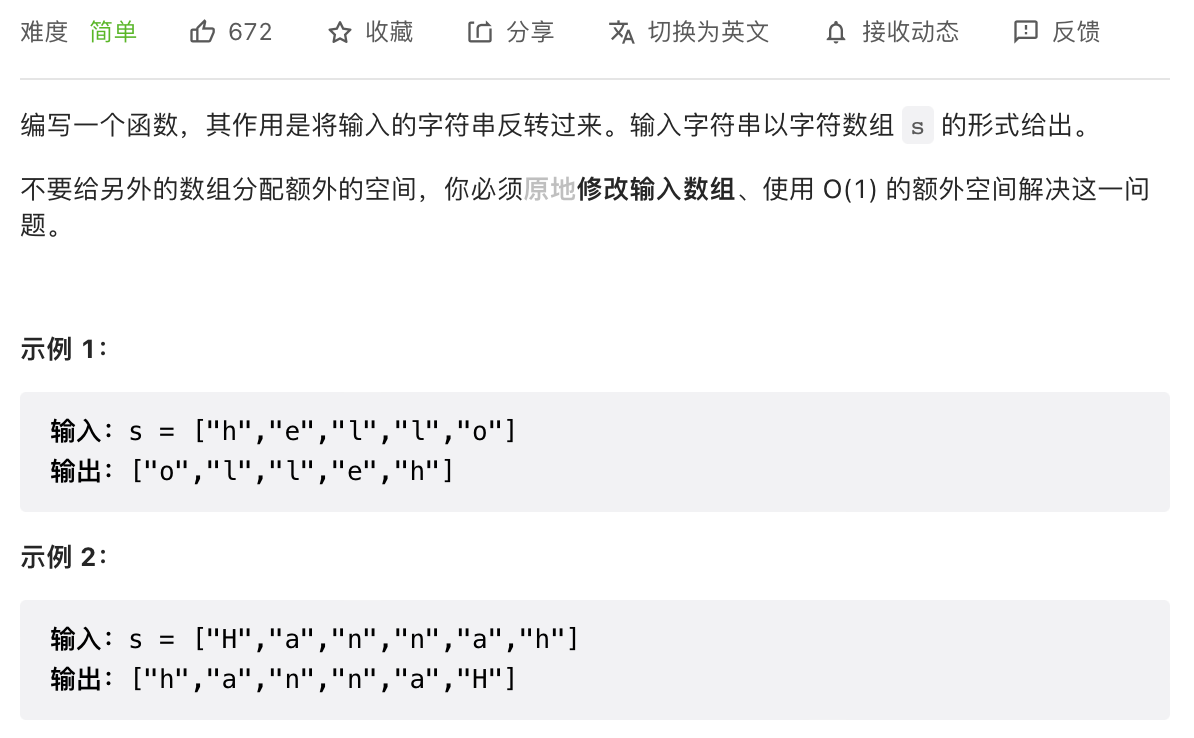 难度 简单 672 收藏 分享 切换为英文 接收动态 反馈
编写一个函数，其作用是将输入的字符串反转过来。输入字符串以字符数组 s 的形式给出。
不要给另外的数组分配额外的空间，你必须原地修改输入数组、使用 O(1) 的额外空间解决这一问
题。
示例 1：
输入：s = ["h","e","l","l","o"]
输出：["o","l","l","e","h"]
示例 2：
输入：s = ["H","a","n","n","a","h"]
输出：["h","a","n","n","a","H"]